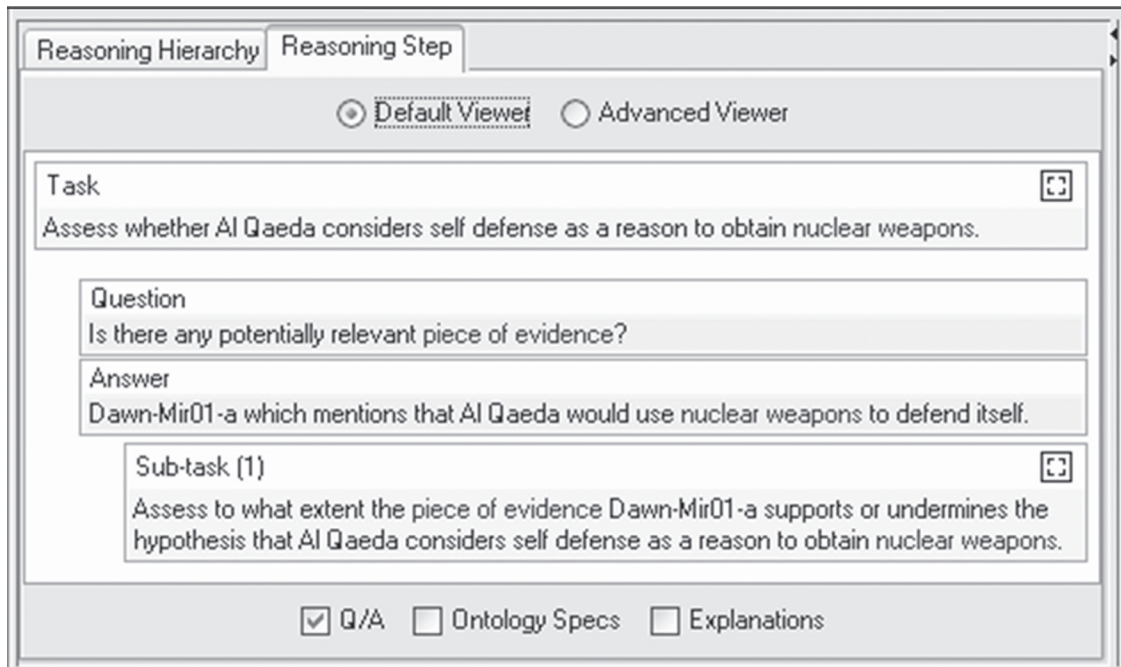 Reasoning Hierarchy Reasoning Step
Default Viewer Advanced Viewer
Task
Assess whether Al Qaeda considers self defense as a reason to obtain nuclear weapons.
Question
Is there any potentially relevant piece of evidence?
Answer
Dawn-Mir01-a which mentions that Al Qaeda would use nuclear weapons to defend itself.
Sub-task (1)
Assess to what extent the piece of evidence Dawn-Mir01-a supports or undermines the
hypothesis that Al Qaeda considers self defense as a reason to obtain nuclear weapons.
Q/A Ontology Specs Explanations